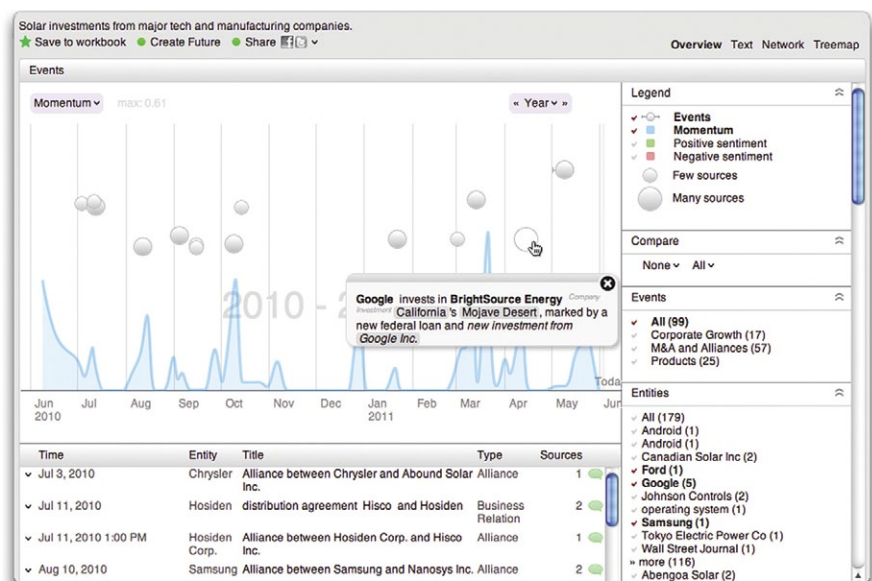 Solar investments from major tech and manufacturing companies.
Save to workbook Create Future Share
Overview Text Network Treemap
Events
Momentum max: 0.61 « Year »
2010 - 2
Google invests in BrightSource Energy Company
Investment California 's Mojave Desert, marked by a
new federal loan and new investment from
Google Inc.
Today
Jun Jul Aug Sep Oct Nov Dec Jan Feb Mar Apr May Jun
2010 2011
Time Entity Title Type Sources
Jul 3, 2010 Chrysler Alliance between Chrysler and Abound Solar Alliance 1
Inc.
Jul 11, 2010 Hosiden distribution agreement Hisco and Hosiden Business 2
Relation
Jul 11, 2010 1:00 PM Hosiden Alliance between Hosiden Corp. and Hisco Alliance 1
Corp. Inc.
Aug 10, 2010 Samsung Alliance between Samsung and Nanosys Inc. Alliance 2
Legend
Events
Momentum
Positive sentiment
Negative sentiment
Few sources
Many sources
Compare
None All
Events
All (99)
Corporate Growth (17)
M&A and Alliances (57)
Products (25)
Entities
All (179)
Android (1)
Android (1)
Canadian Solar Inc (2)
Ford (1)
Google (5)
Johnson Controls (2)
operating system (1)
Samsung (1)
Tokyo Electric Power Co (1)
Wall Street Journal (1)
» more (116)
Abengoa Solar (2)